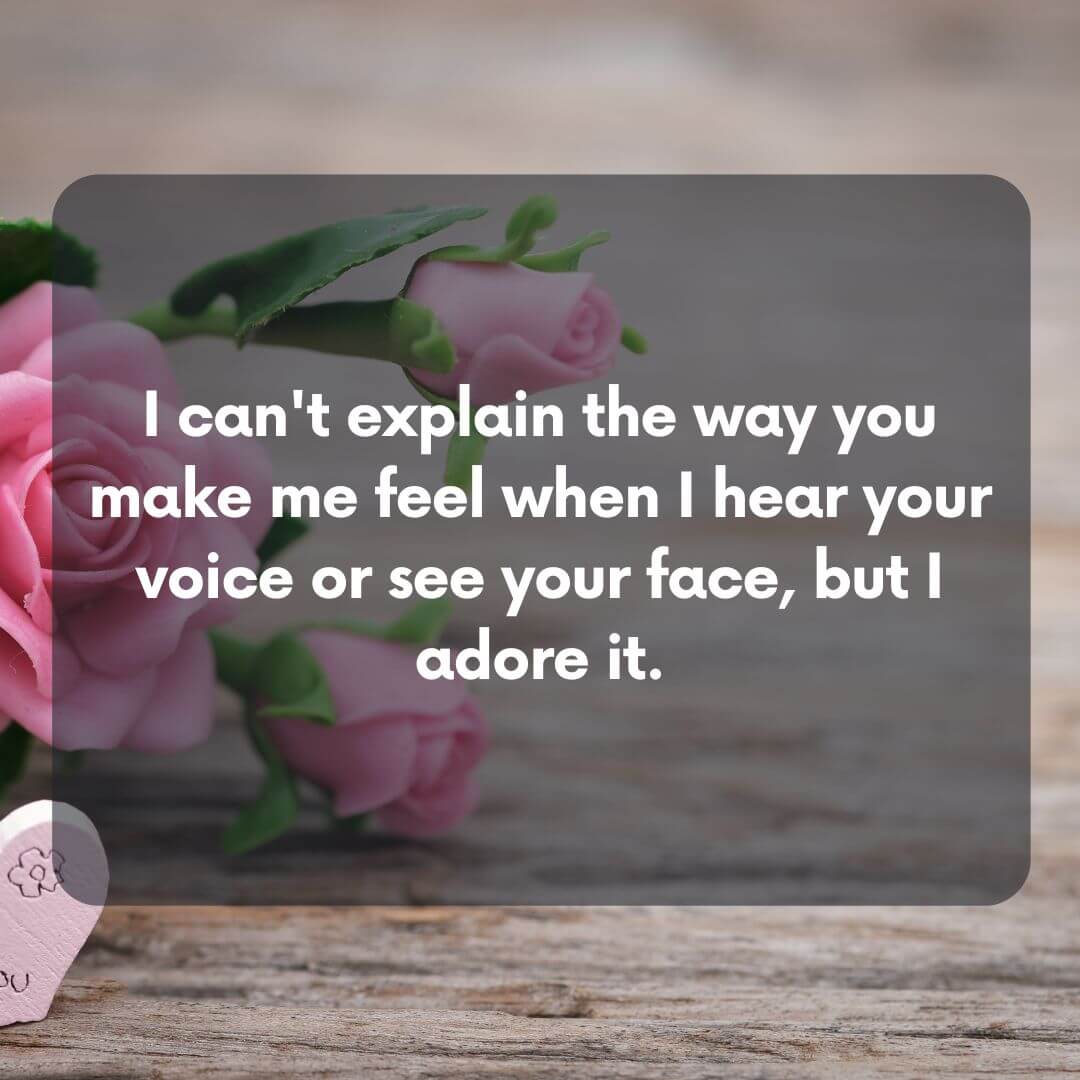 I can't explain the way you
make me feel when I hear your
voice or see your face, but I
adore it.